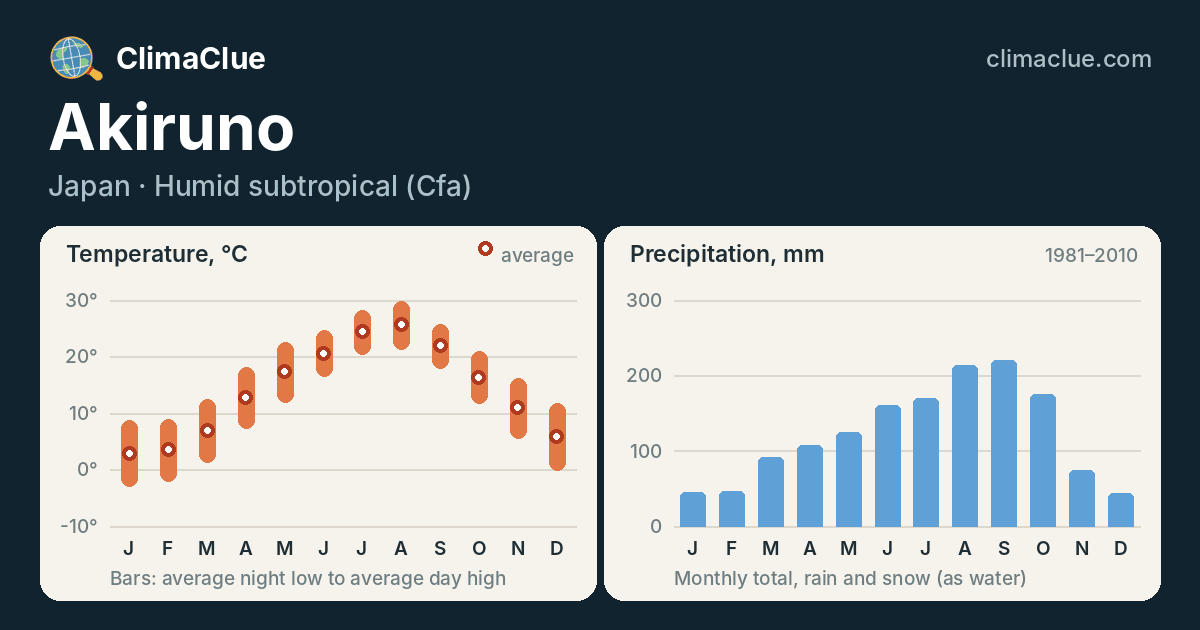 ClimaClue
climaclue.com
Akiruno
Japan · Humid subtropical (Cfa)
Temperature, °C
average
30°
20°
10°
0°
-10°
J F M A M J J A S O N D
Bars: average night low to average day high
Precipitation, mm
1981–2010
300
200
100
0
J F M A M J J A S O N D
Monthly total, rain and snow (as water)